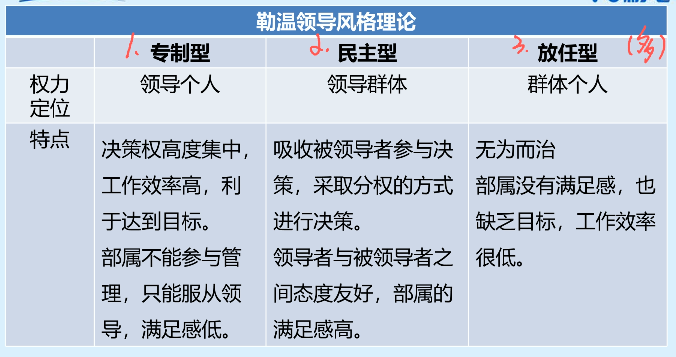 勒温领导风格理论
1. 专制型 2. 民主型 3. 放任型 (多)
权力
定位
领导个人
领导群体
群体个人
特点
决策权高度集中，
工作效率高，利
于达到目标。
部属不能参与管
理，只能服从领
导，满足感低。
吸收被领导者参与决
策，采取分权的方式
进行决策。
领导者与被领导者之
间态度友好，部属的
满足感高。
无为而治
部属没有满足感，也
缺乏目标，工作效率
很低。